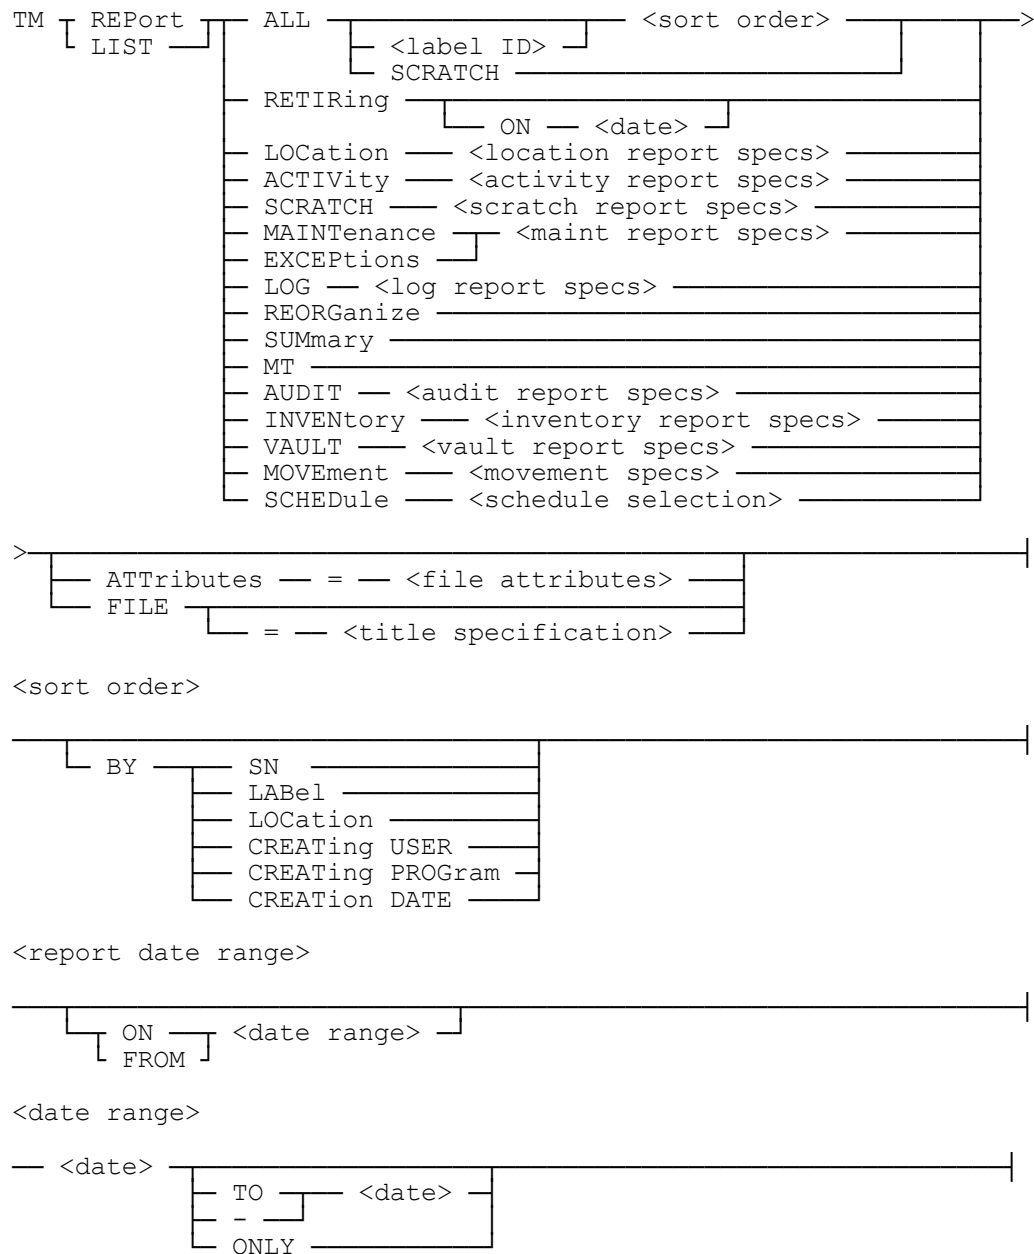 TM REPort ALL <sort order> >
LIST <label ID>
SCRATCH
RETIRing
ON <date>
LOCation <location report specs>
ACTIVity <activity report specs>
SCRATCH <scratch report specs>
MAINTenance <maint report specs>
EXCEPtions
LOG <log report specs>
REORGanize
SUMmary
MT
AUDIT <audit report specs>
INVENtory <inventory report specs>
VAULT <vault report specs>
MOVEment <movement specs>
SCHEDule <schedule selection>
>
ATTributes = <file attributes>
FILE
= <title specification>
<sort order>
BY SN
LABel
LOCation
CREATing USER
CREATing PROGram
CREATion DATE
<report date range>
ON <date range>
FROM
<date range>
<date>
TO <date>
-
ONLY